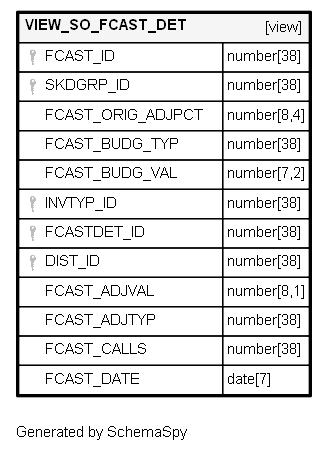 VIEW_SO_FCAST_DET [view]
FCAST_ID number[38]
SKDGRP_ID number[38]
FCAST_ORIG_ADJPCT number[8,4]
FCAST_BUDG_TYP number[38]
FCAST_BUDG_VAL number[7,2]
INVTYP_ID number[38]
FCASTDET_ID number[38]
DIST_ID number[38]
FCAST_ADJVAL number[8,1]
FCAST_ADJTYP number[38]
FCAST_CALLS number[38]
FCAST_DATE date[7]
Generated by SchemaSpy